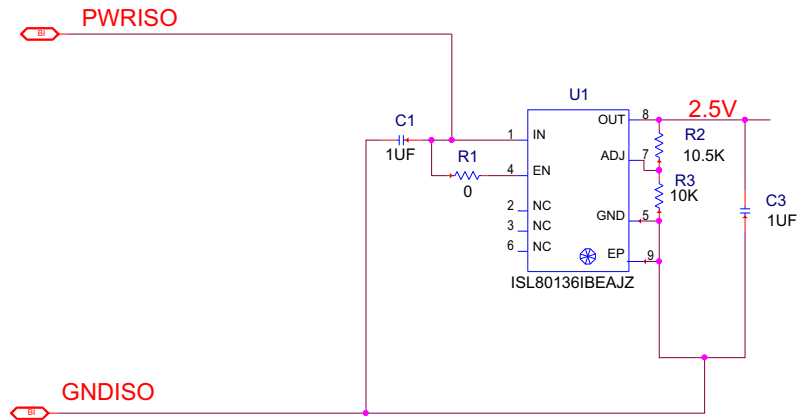 PWRISO
BI
U1
C1
1UF
R1
0
1 IN
4 EN
2 NC
3 NC
6 NC
OUT 8
ADJ 7
GND 5
EP 9
ISL80136IBEAJZ
2.5V
R2
10.5K
R3
10K
C3
1UF
GNDISO
BI